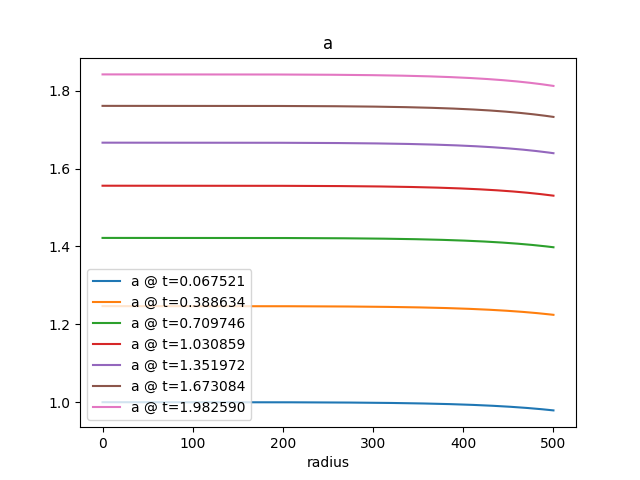 a
1.8
1.6
1.4
1.2
1.0
a @ t=0.067521
a @ t=0.388634
a @ t=0.709746
a @ t=1.030859
a @ t=1.351972
a @ t=1.673084
a @ t=1.982590
0 100 200 300 400 500
radius